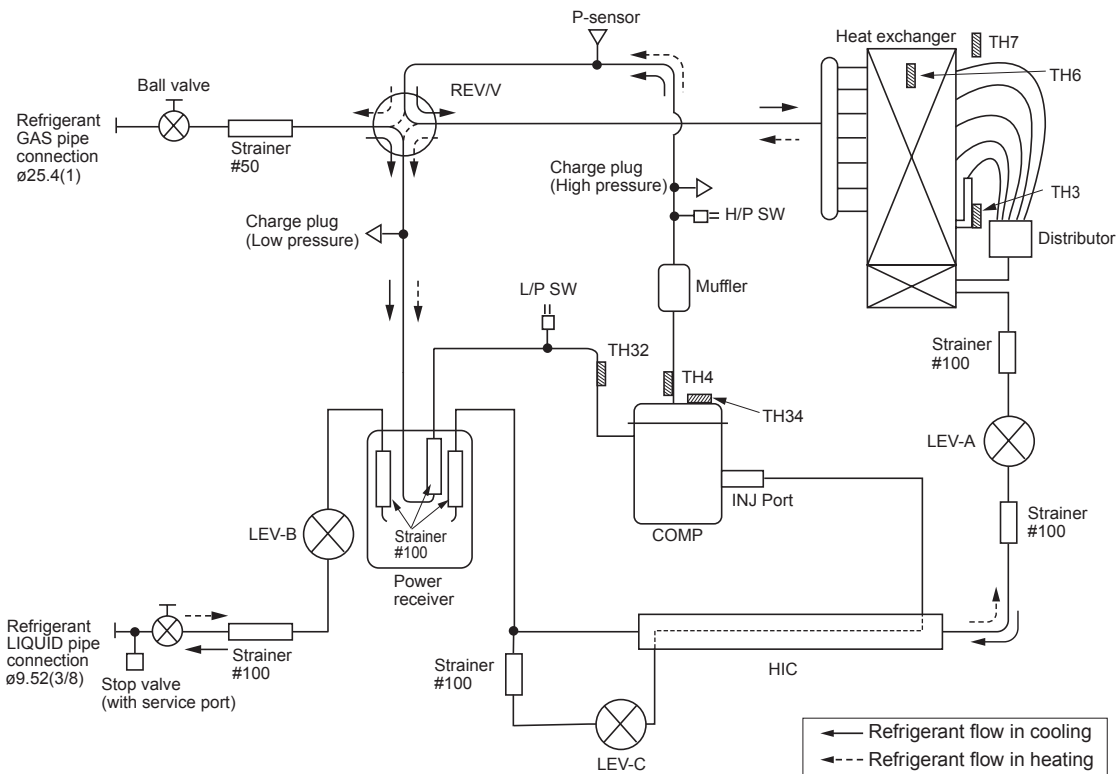 P-sensor
Heat exchanger
TH7
TH6
Ball valve
REV/V
Refrigerant
GAS pipe
connection
ø25.4(1)
Strainer
#50
Charge plug
(High pressure)
TH3
Charge plug
(Low pressure)
H/P SW
Distributor
Muffler
L/P SW
TH32
TH4
TH34
Strainer
#100
LEV-A
INJ Port
COMP
Strainer
#100
LEV-B
Strainer
#100
Power
receiver
Refrigerant
LIQUID pipe
connection
ø9.52(3/8)
Strainer
#100
Stop valve
(with service port)
Strainer
#100
HIC
LEV-C
Refrigerant flow in cooling
Refrigerant flow in heating